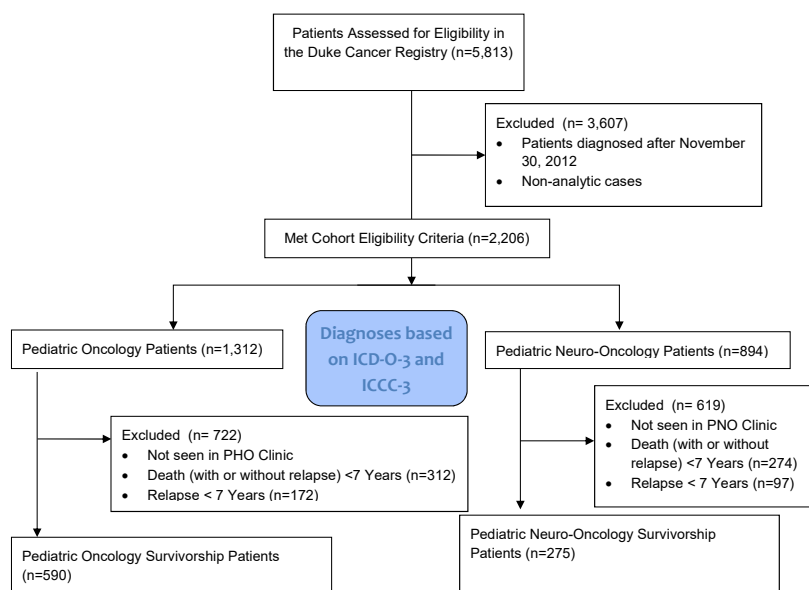 Patients Assessed for Eligibility in
the Duke Cancer Registry (n=5,813)
Excluded (n= 3,607)
• Patients diagnosed after November
30, 2012
• Non-analytic cases
Met Cohort Eligibility Criteria (n=2,206)
Diagnoses based
on ICD-O-3 and
ICCC-3
Pediatric Oncology Patients (n=1,312)
Pediatric Neuro-Oncology Patients (n=894)
Excluded (n= 722)
• Not seen in PHO Clinic
• Death (with or without relapse) <7 Years (n=312)
• Relapse < 7 Years (n=172)
Excluded (n= 619)
• Not seen in PNO Clinic
• Death (with or without
relapse) <7 Years (n=274)
• Relapse < 7 Years (n=97)
Pediatric Oncology Survivorship Patients
(n=590)
Pediatric Neuro-Oncology Survivorship
Patients (n=275)